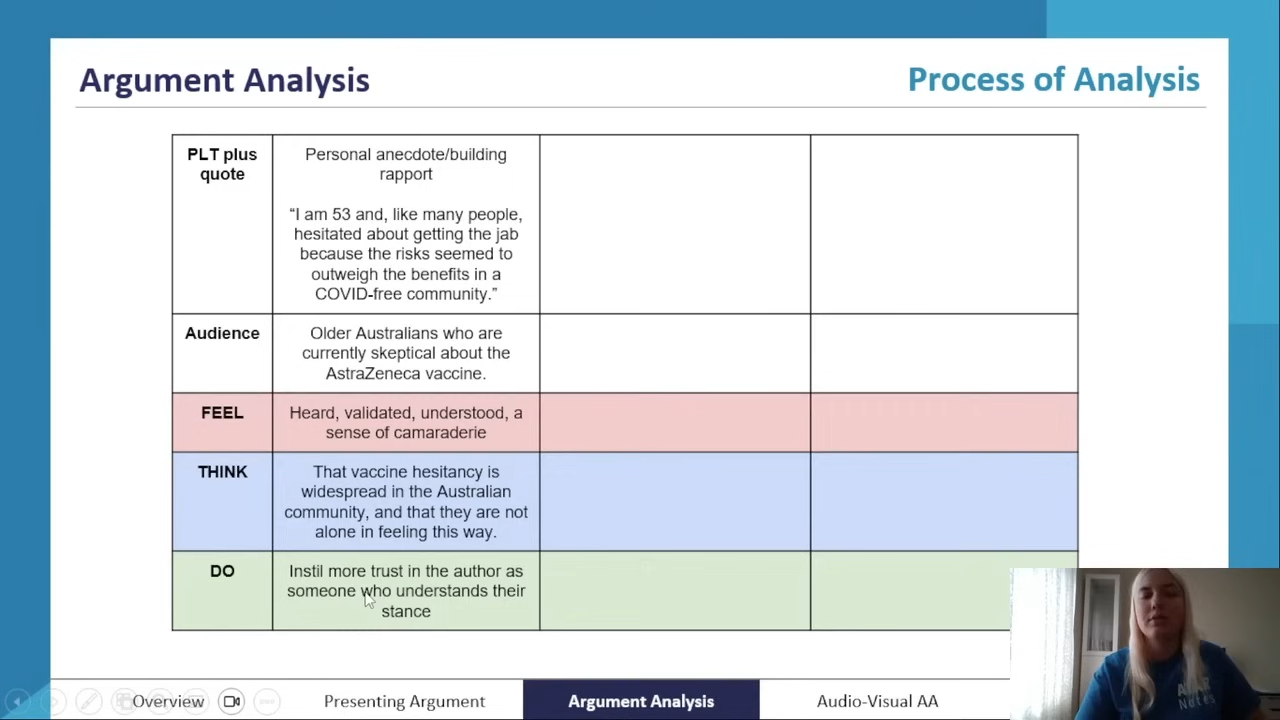 Argument Analysis
Process of Analysis
PLT plus
quote
Personal anecdote/building
rapport
“I am 53 and, like many people,
hesitated about getting the jab
because the risks seemed to
outweigh the benefits in a
COVID-free community.”
Audience
Older Australians who are
currently skeptical about the
AstraZeneca vaccine.
FEEL
Heard, validated, understood, a
sense of camaraderie
THINK
That vaccine hesitancy is
widespread in the Australian
community, and that they are not
alone in feeling this way.
DO
Instil more trust in the author as
someone who understands their
stance
Overview
Presenting Argument
Argument Analysis
Audio-Visual AA
Notes